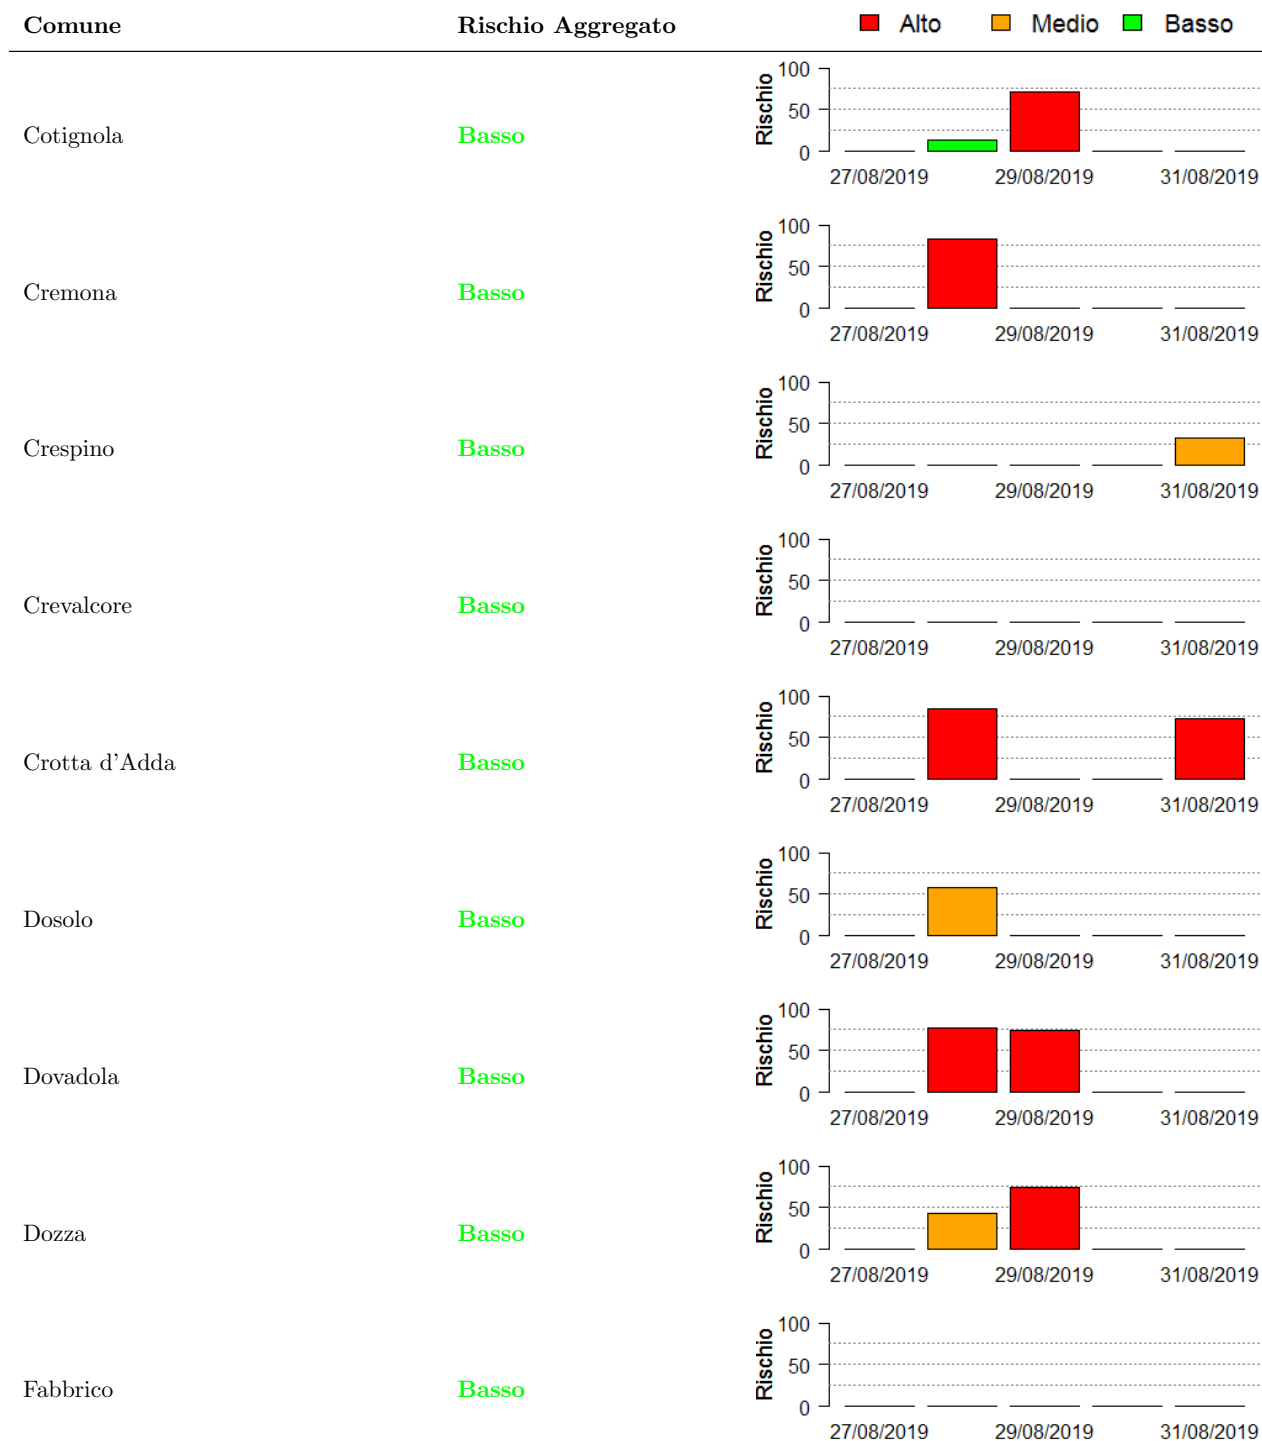 Comune Rischio Aggregato Alto Medio Basso
Cotignola Basso
Rischio
100
50
0
27/08/2019 29/08/2019 31/08/2019
Cremona Basso
Rischio
100
50
0
27/08/2019 29/08/2019 31/08/2019
Crespino Basso
Rischio
100
50
0
27/08/2019 29/08/2019 31/08/2019
Crevalcore Basso
Rischio
100
50
0
27/08/2019 29/08/2019 31/08/2019
Crotta d'Adda Basso
Rischio
100
50
0
27/08/2019 29/08/2019 31/08/2019
Dosolo Basso
Rischio
100
50
0
27/08/2019 29/08/2019 31/08/2019
Dovadola Basso
Rischio
100
50
0
27/08/2019 29/08/2019 31/08/2019
Dozza Basso
Rischio
100
50
0
27/08/2019 29/08/2019 31/08/2019
Fabbrico Basso
Rischio
100
50
0
27/08/2019 29/08/2019 31/08/2019